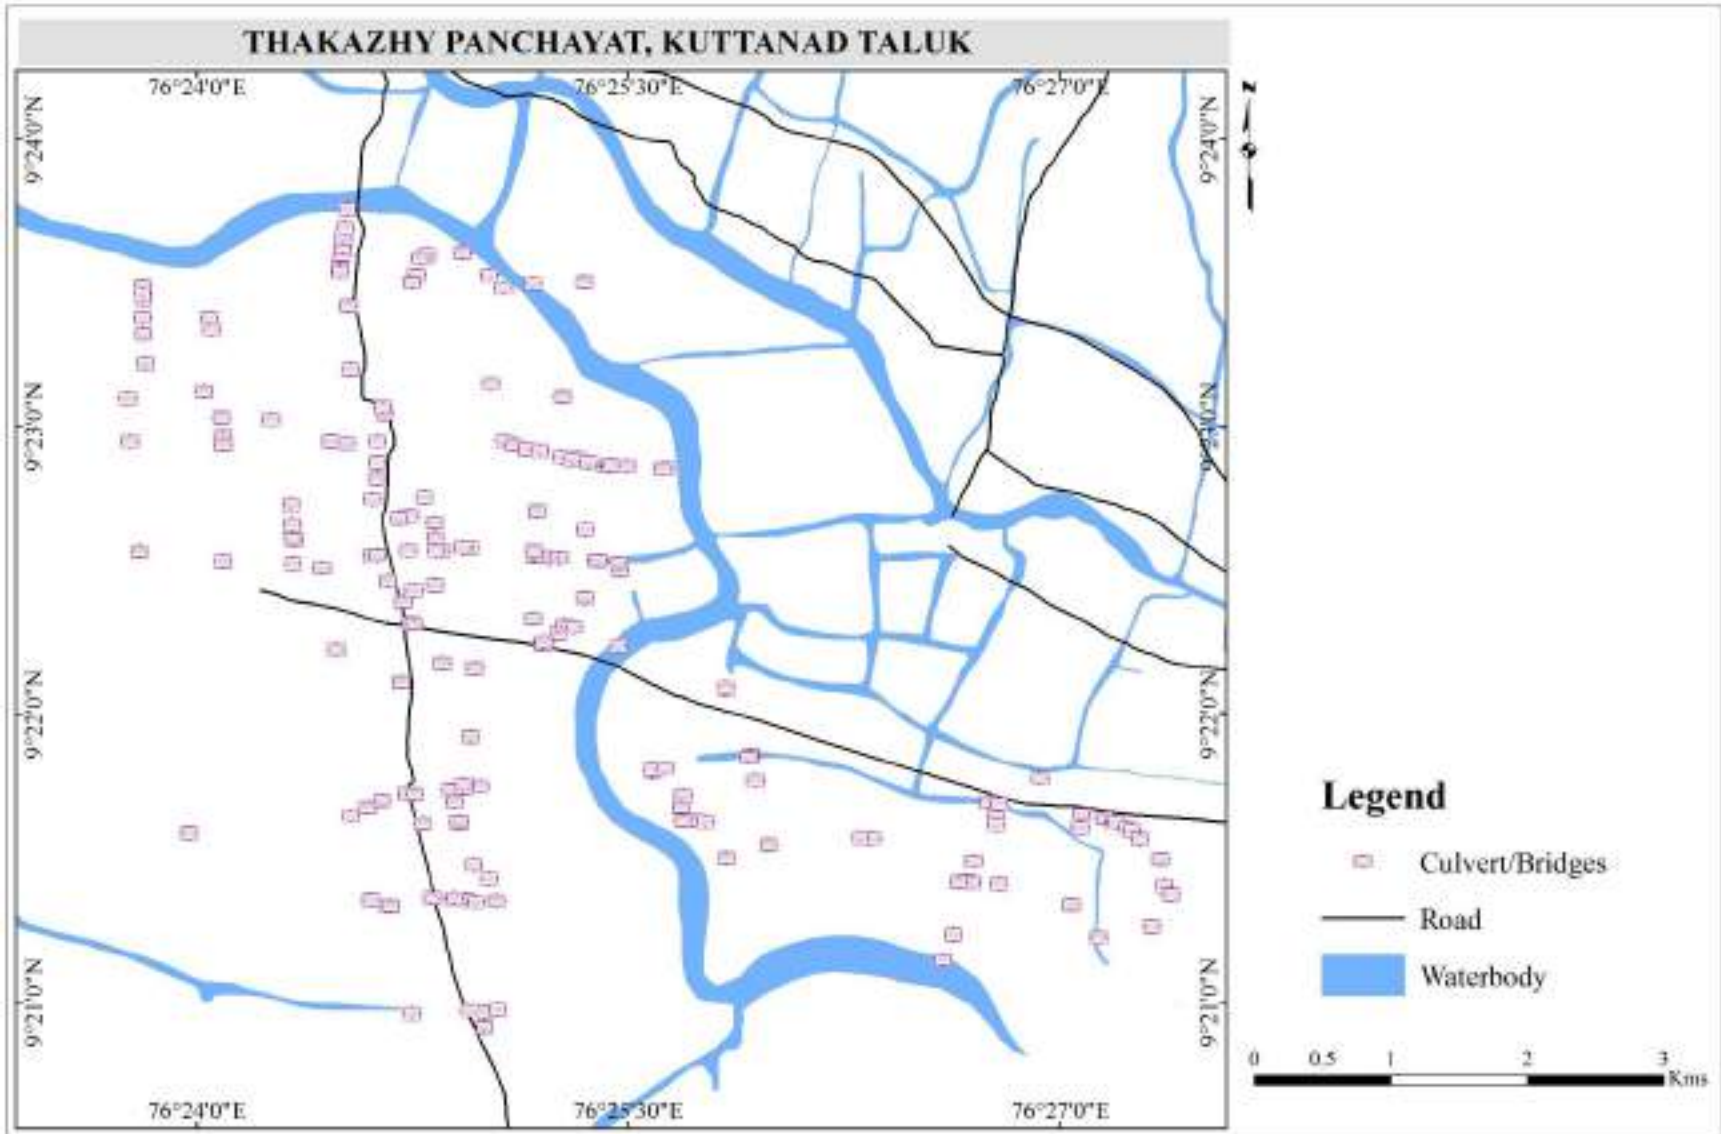 THAKAZHY PANCHAYAT, KUTTANAD TALUK
76°24'0"E
76°25'30"E
76°27'0"E
9°24'0"N
9°24'0"N
N
9°23'0"N
9°23'0"N
9°22'0"N
9°22'0"N
Legend
Culvert/Bridges
Road
Waterbody
9°21'0"N
9°21'0"N
0 0.5 1 2 3
Kms
76°24'0"E
76°25'30"E
76°27'0"E